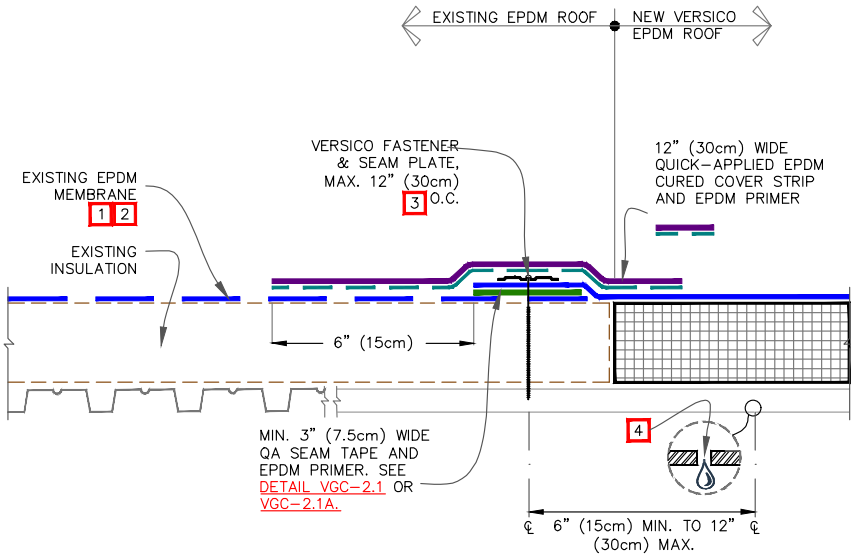 EXISTING EPDM ROOF
NEW VERSICO
EPDM ROOF
VERSICO FASTENER
& SEAM PLATE,
MAX. 12” (30cm)
3 O.C.
12” (30cm) WIDE
QUICK–APPLIED EPDM
CURED COVER STRIP
AND EPDM PRIMER
EXISTING EPDM
MEMBRANE
1 2
EXISTING
INSULATION
6” (15cm)
MIN. 3” (7.5cm) WIDE
QA SEAM TAPE AND
EPDM PRIMER. SEE
DETAIL VGC–2.1 OR
VGC–2.1A.
4
℄ 6” (15cm) MIN. TO 12” ℄
(30cm) MAX.